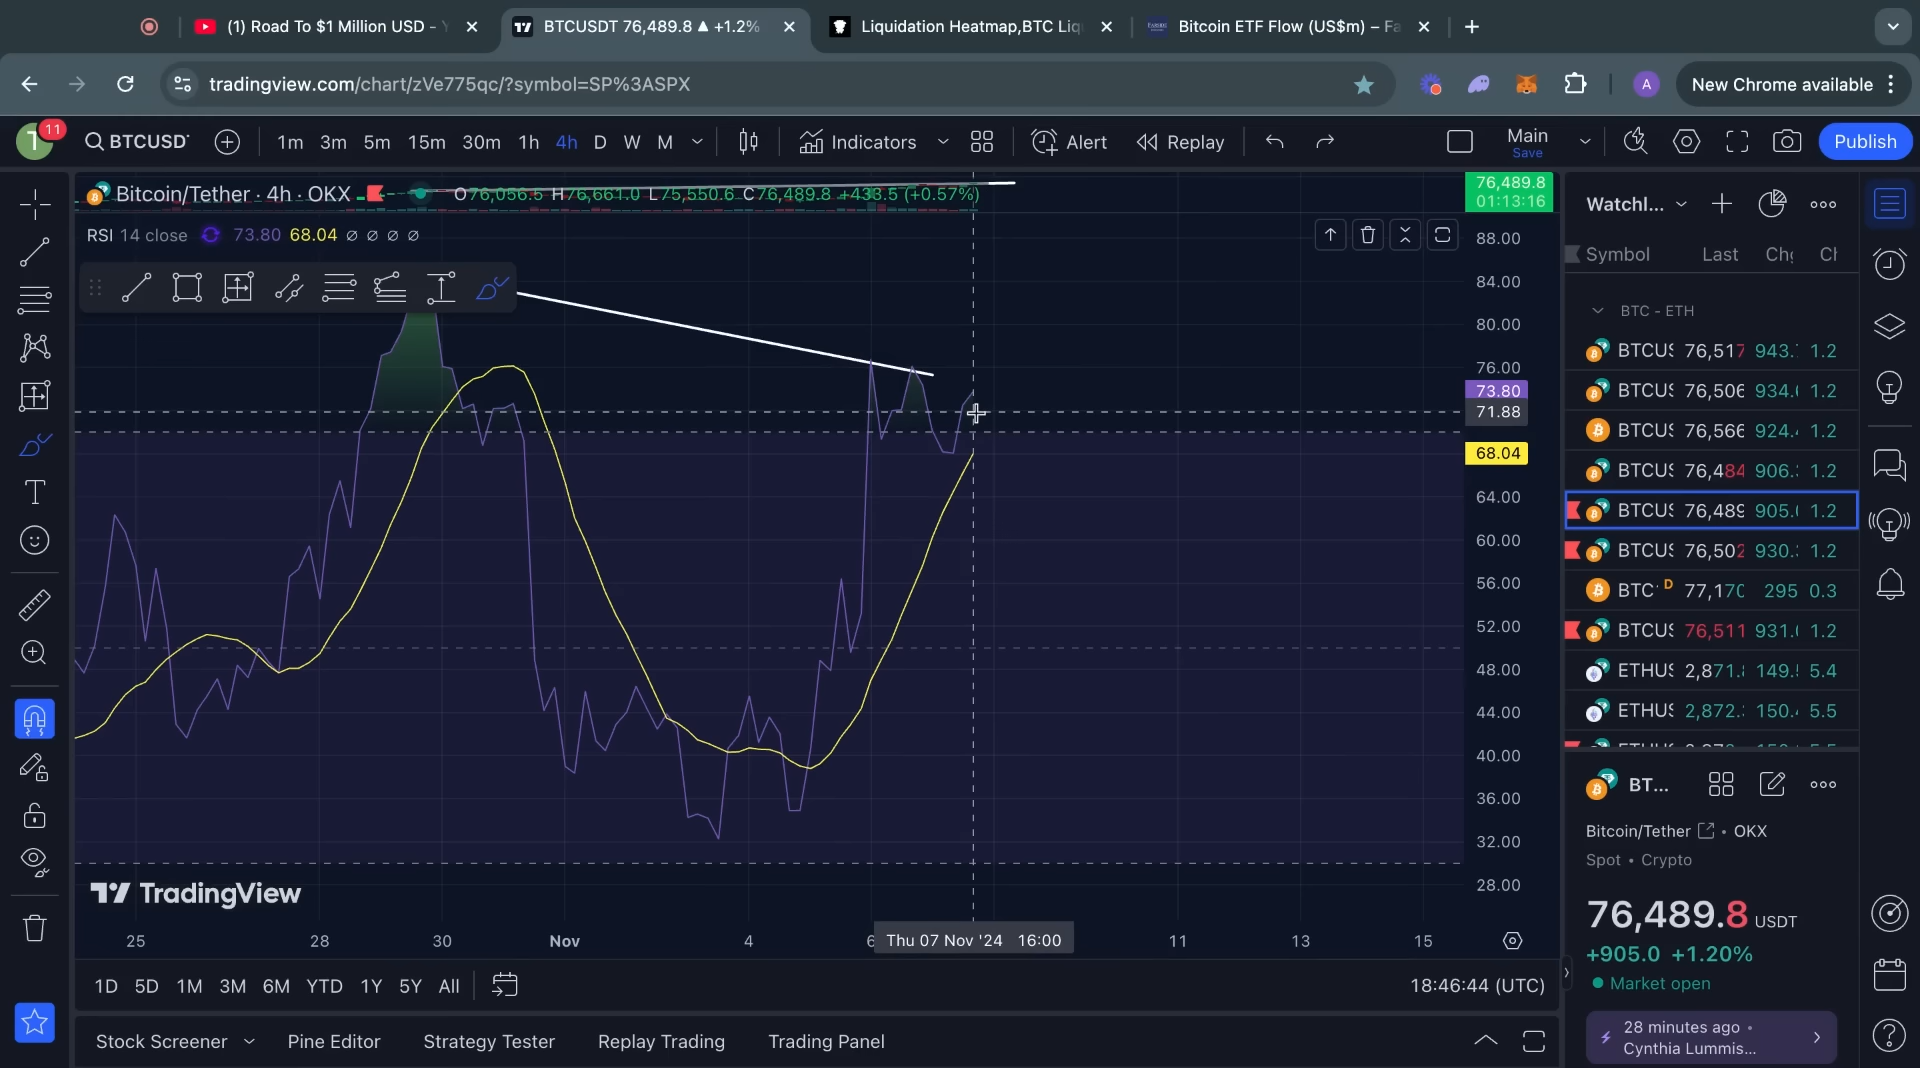 (1) Road To $1 Million USD -
BTCUSDT 76,489.8 ▲ +1.2%
Liquidation Heatmap,BTC Liq
Bitcoin ETF Flow (US$m) – Fa
tradingview.com/chart/zVe775qc/?symbol=SP%3ASPX
A
New Chrome available
T
11
BTCUSD
1m 3m 5m 15m 30m 1h 4h D W M
Indicators
Alert
Replay
Main
Save
Publish
Bitcoin/Tether · 4h · OKX
O76,056.5 H76,661.0 L75,550.6 C76,489.8 +433.5 (+0.57%)
RSI 14 close 73.80 68.04 ∅ ∅ ∅ ∅
76,489.8
01:13:16
88.00
84.00
80.00
76.00
73.80
71.88
68.04
64.00
60.00
56.00
52.00
48.00
44.00
40.00
36.00
32.00
28.00
TradingView
25 28 30 Nov 4 6 Thu 07 Nov '24 16:00 11 13 15
1D 5D 1M 3M 6M YTD 1Y 5Y All
18:46:44 (UTC)
Stock Screener Pine Editor Strategy Tester Replay Trading Trading Panel
Watchl...
Symbol Last Chg
BTC - ETH
BTCUS 76,517 943. 1.2
BTCUS 76,506 934. 1.2
BTCUS 76,566 924. 1.2
BTCUS 76,484 906. 1.2
BTCUS 76,489 905. 1.2
BTCUS 76,502 930. 1.2
BTC D 77,170 295 0.3
BTCUS 76,511 931. 1.2
ETHUS 2,871. 149. 5.4
ETHUS 2,872. 150. 5.5
BT...
Bitcoin/Tether • OKX
Spot • Crypto
76,489.8 USDT
+905.0 +1.20%
Market open
28 minutes ago •
Cynthia Lummis...